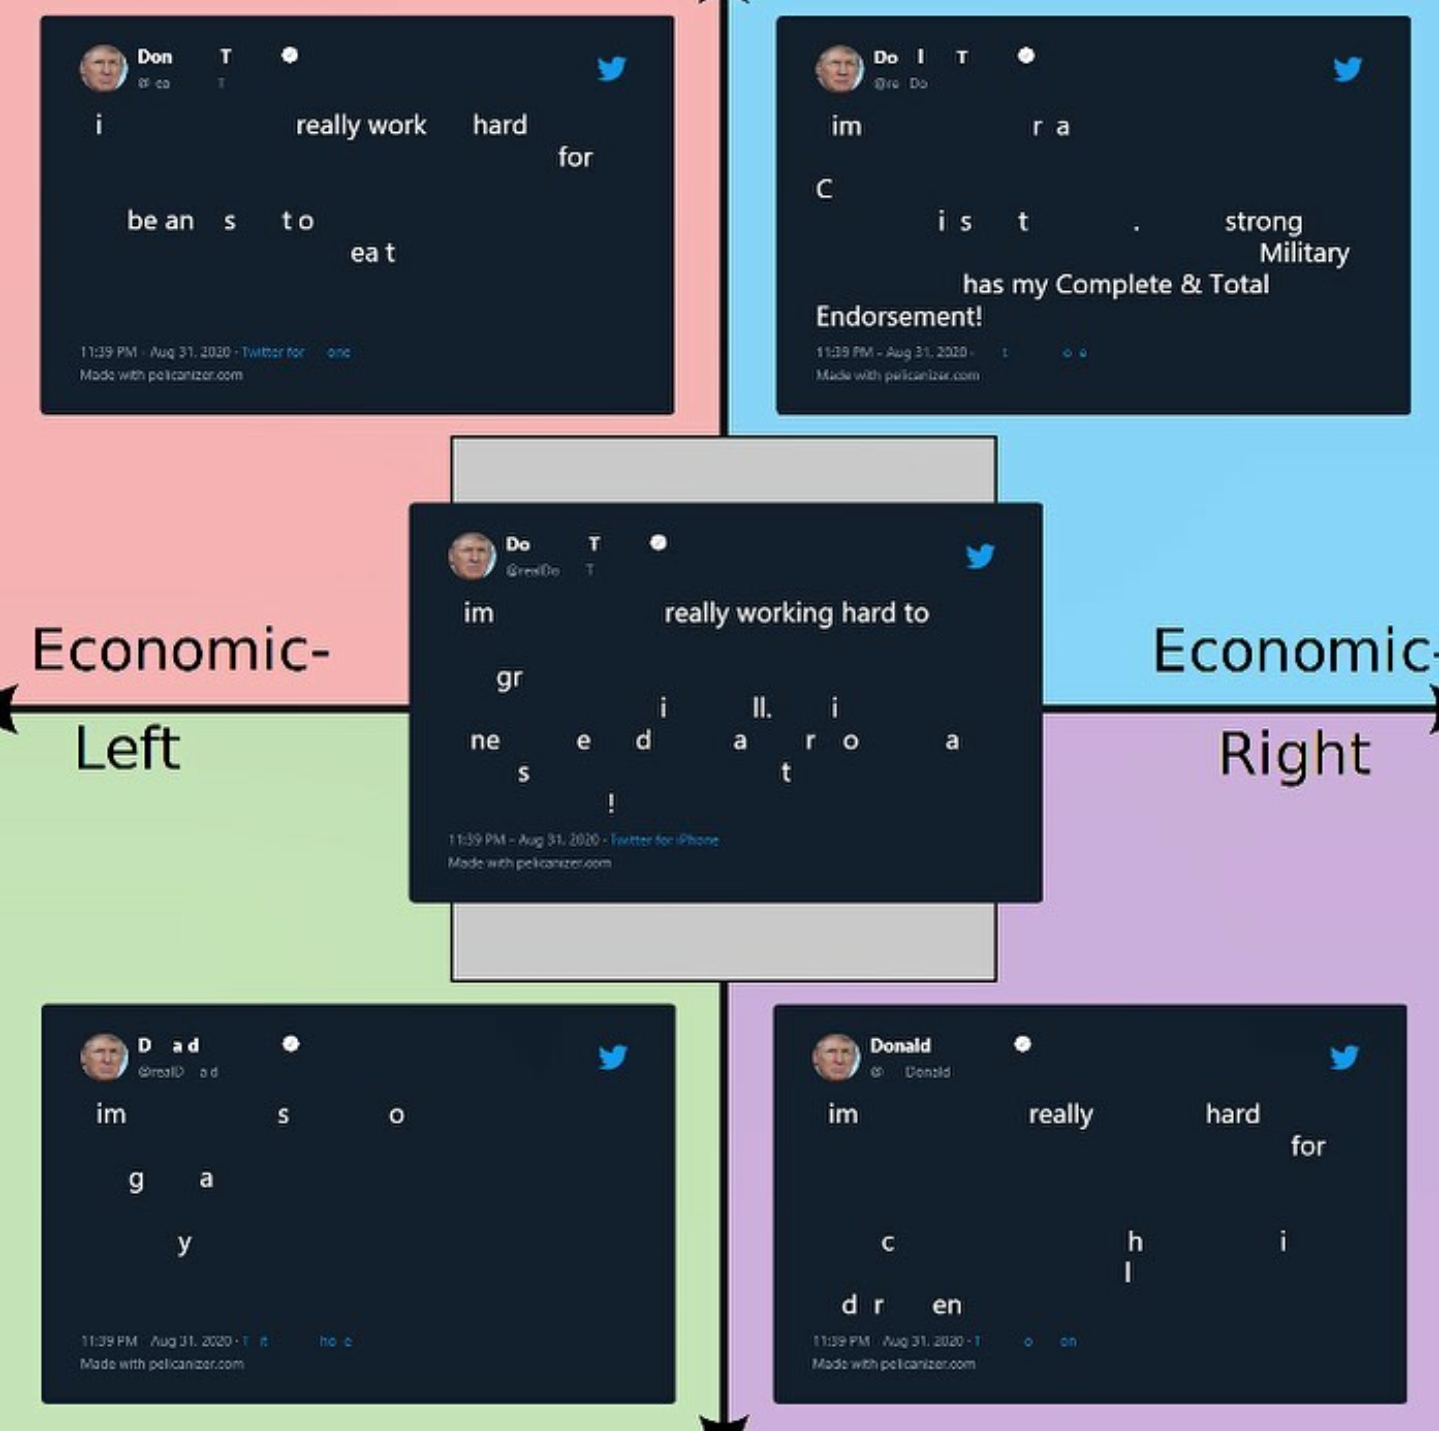 Don T
@ ea T
i really work hard
for
be an s t o
ea t
11:39 PM - Aug 31, 2020 · Twitter for one
Made with pelicanizer.com
Do l T
@re Do
im r a
C
i s t . strong
Military
has my Complete & Total
Endorsement!
11:39 PM - Aug 31, 2020 · t o e
Made with pelicanizer.com
Economic-
Left
Do T
@realDo T
im really working hard to
gr
i ll. i
ne e d a r o a
s t
!
11:39 PM - Aug 31, 2020 · Twitter for iPhone
Made with pelicanizer.com
Economic-
Right
D a d
@realD a d
im s o
g a
y
11:39 PM Aug 31, 2020 · T it ho e
Made with pelicanizer.com
Donald
@ Donald
im really hard
for
c h i
l
d r en
11:39 PM Aug 31, 2020 · T o on
Made with pelicanizer.com